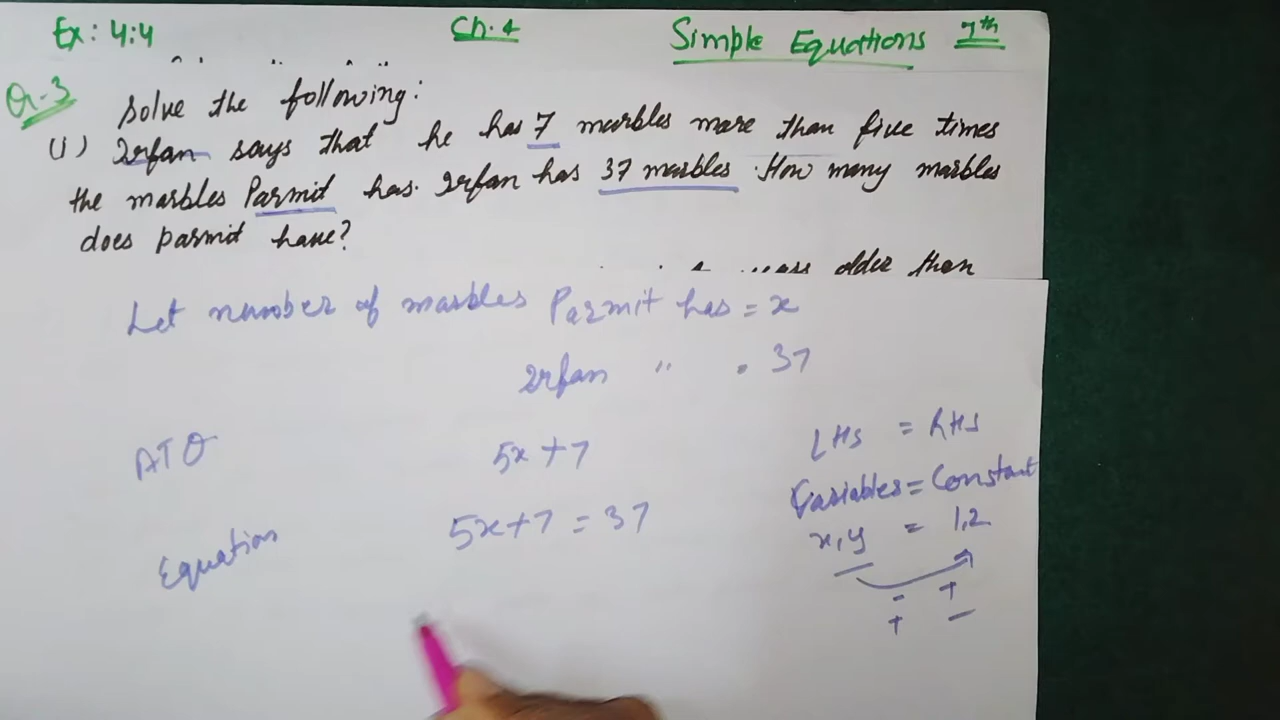 Ex: 4:4 Ch. 4 Simple Equations 7th
Q.3 Solve the following:
(i) Irfan says that he has 7 marbles more than five times
the marbles Parmit has. Irfan has 37 marbles. How many marbles
does parmit have?
older than
Let number of marbles Parmit has = x
Irfan " = 37
ATQ 5x + 7
Equation 5x+7 = 37
LHS = RHS
Variables = Constant
x,y = 1,2
- +
+ -